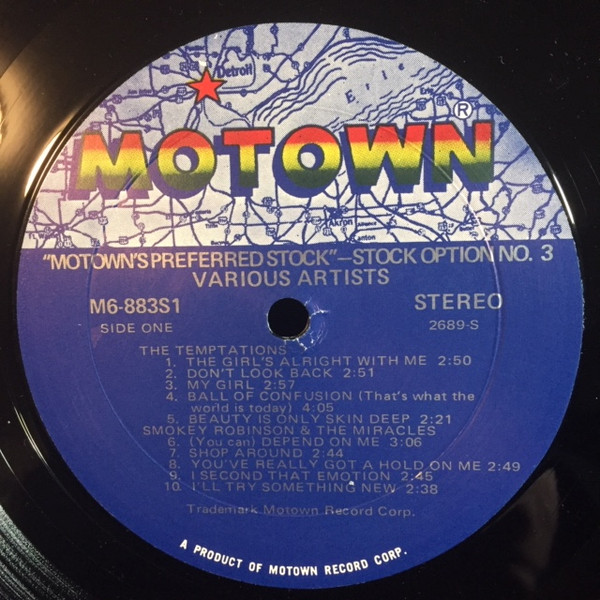 Detroit
Erie
Erie
®
MOTOWN
Akron
Canton
"MOTOWN'S PREFERRED STOCK"–STOCK OPTION NO. 3
VARIOUS ARTISTS
M6-883S1 STEREO
SIDE ONE 2689-S
THE TEMPTATIONS
1. THE GIRL'S ALRIGHT WITH ME 2:50
2. DON'T LOOK BACK 2:51
3. MY GIRL 2:57
4. BALL OF CONFUSION (That's what the
world is today) 4:05
5. BEAUTY IS ONLY SKIN DEEP 2:21
SMOKEY ROBINSON & THE MIRACLES
6. (You can) DEPEND ON ME 3:06
7. SHOP AROUND 2:44
8. YOU'VE REALLY GOT A HOLD ON ME 2:49
9. I SECOND THAT EMOTION 2:45
10. I'LL TRY SOMETHING NEW 2:38
Trademark Motown Record Corp.
A PRODUCT OF MOTOWN RECORD CORP.